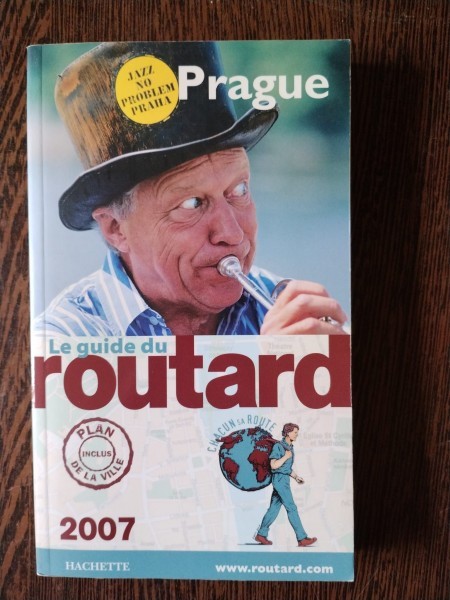 JAZZ
NO
PROBLEM
PRAHA
Prague
Le guide du
routard
PLAN
INCLUS
DE LA VILLE
CHACUN SA ROUTE
2007
HACHETTE
www.routard.com